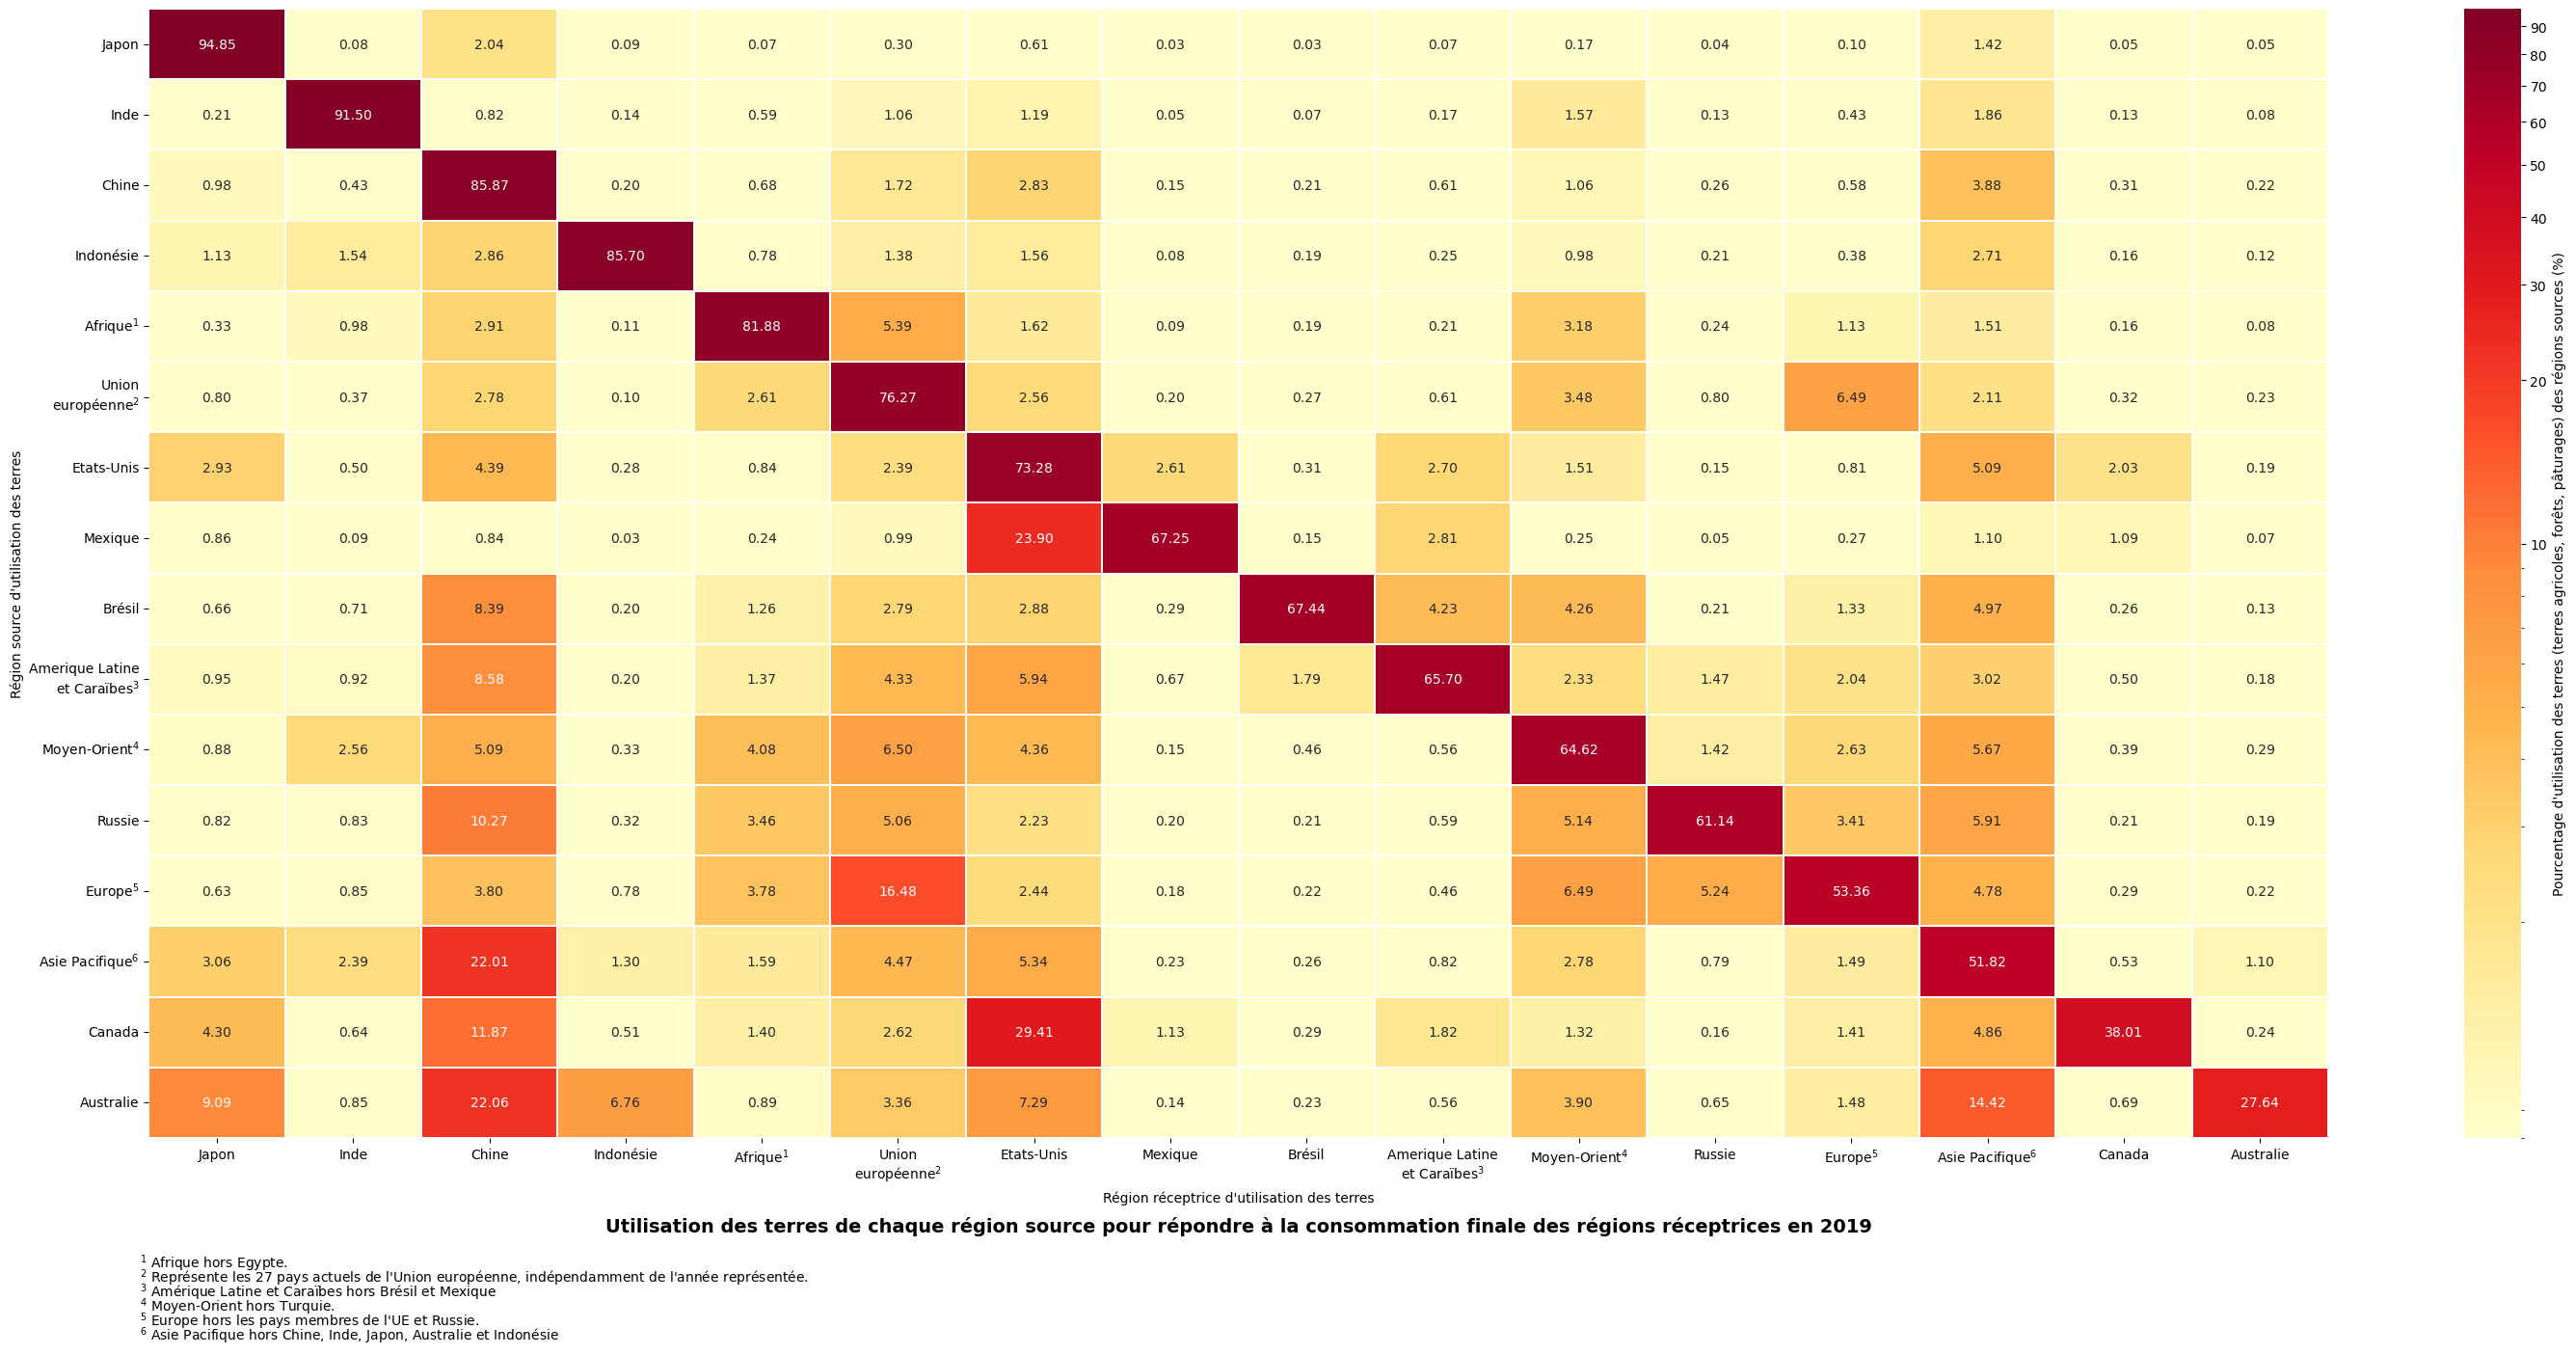 Japon 94.85 0.08 2.04 0.09 0.07 0.30 0.61 0.03 0.03 0.07 0.17 0.04 0.10 1.42 0.05 0.05
Inde 0.21 91.50 0.82 0.14 0.59 1.06 1.19 0.05 0.07 0.17 1.57 0.13 0.43 1.86 0.13 0.08
Chine 0.98 0.43 85.87 0.20 0.68 1.72 2.83 0.15 0.21 0.61 1.06 0.26 0.58 3.88 0.31 0.22
Indonésie 1.13 1.54 2.86 85.70 0.78 1.38 1.56 0.08 0.19 0.25 0.98 0.21 0.38 2.71 0.16 0.12
Afrique¹ 0.33 0.98 2.91 0.11 81.88 5.39 1.62 0.09 0.19 0.21 3.18 0.24 1.13 1.51 0.16 0.08
Union
européenne² 0.80 0.37 2.78 0.10 2.61 76.27 2.56 0.20 0.27 0.61 3.48 0.80 6.49 2.11 0.32 0.23
Etats-Unis 2.93 0.50 4.39 0.28 0.84 2.39 73.28 2.61 0.31 2.70 1.51 0.15 0.81 5.09 2.03 0.19
Mexique 0.86 0.09 0.84 0.03 0.24 0.99 23.90 67.25 0.15 2.81 0.25 0.05 0.27 1.10 1.09 0.07
Brésil 0.66 0.71 8.39 0.20 1.26 2.79 2.88 0.29 67.44 4.23 4.26 0.21 1.33 4.97 0.26 0.13
Amerique Latine
et Caraïbes³ 0.95 0.92 8.58 0.20 1.37 4.33 5.94 0.67 1.79 65.70 2.33 1.47 2.04 3.02 0.50 0.18
Moyen-Orient⁴ 0.88 2.56 5.09 0.33 4.08 6.50 4.36 0.15 0.46 0.56 64.62 1.42 2.63 5.67 0.39 0.29
Russie 0.82 0.83 10.27 0.32 3.46 5.06 2.23 0.20 0.21 0.59 5.14 61.14 3.41 5.91 0.21 0.19
Europe⁵ 0.63 0.85 3.80 0.78 3.78 16.48 2.44 0.18 0.22 0.46 6.49 5.24 53.36 4.78 0.29 0.22
Asie Pacifique⁶ 3.06 2.39 22.01 1.30 1.59 4.47 5.34 0.23 0.26 0.82 2.78 0.79 1.49 51.82 0.53 1.10
Canada 4.30 0.64 11.87 0.51 1.40 2.62 29.41 1.13 0.29 1.82 1.32 0.16 1.41 4.86 38.01 0.24
Australie 9.09 0.85 22.06 6.76 0.89 3.36 7.29 0.14 0.23 0.56 3.90 0.65 1.48 14.42 0.69 27.64
Région source d'utilisation des terres
Japon Inde Chine Indonésie Afrique¹ Union Etats-Unis Mexique Brésil Amerique Latine Moyen-Orient⁴ Russie Europe⁵ Asie Pacifique⁶ Canada Australie
européenne² et Caraïbes³
Région réceptrice d'utilisation des terres
90
80
70
60
50
40
30
20
10
Pourcentage d'utilisation des terres (terres agricoles, forêts, pâturages) des régions sources (%)
Utilisation des terres de chaque région source pour répondre à la consommation finale des régions réceptrices en 2019
¹ Afrique hors Egypte.
² Représente les 27 pays actuels de l'Union européenne, indépendamment de l'année représentée.
³ Amérique Latine et Caraïbes hors Brésil et Mexique
⁴ Moyen-Orient hors Turquie.
⁵ Europe hors les pays membres de l'UE et Russie.
⁶ Asie Pacifique hors Chine, Inde, Japon, Australie et Indonésie